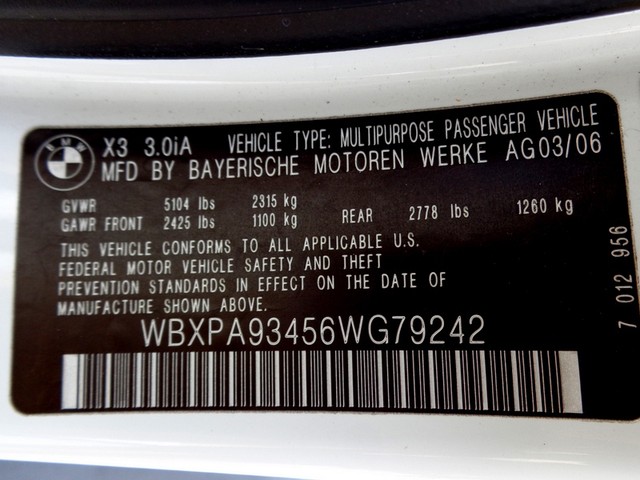 BMW
X3 3.0iA VEHICLE TYPE: MULTIPURPOSE PASSENGER VEHICLE
MFD BY BAYERISCHE MOTOREN WERKE AG03/06
GVWR 5104 lbs 2315 kg
GAWR FRONT 2425 lbs 1100 kg REAR 2778 lbs 1260 kg
THIS VEHICLE CONFORMS TO ALL APPLICABLE U.S.
FEDERAL MOTOR VEHICLE SAFETY AND THEFT
PREVENTION STANDARDS IN EFFECT ON THE DATE OF
MANUFACTURE SHOWN ABOVE.
WBXPA93456WG79242
7 012 956